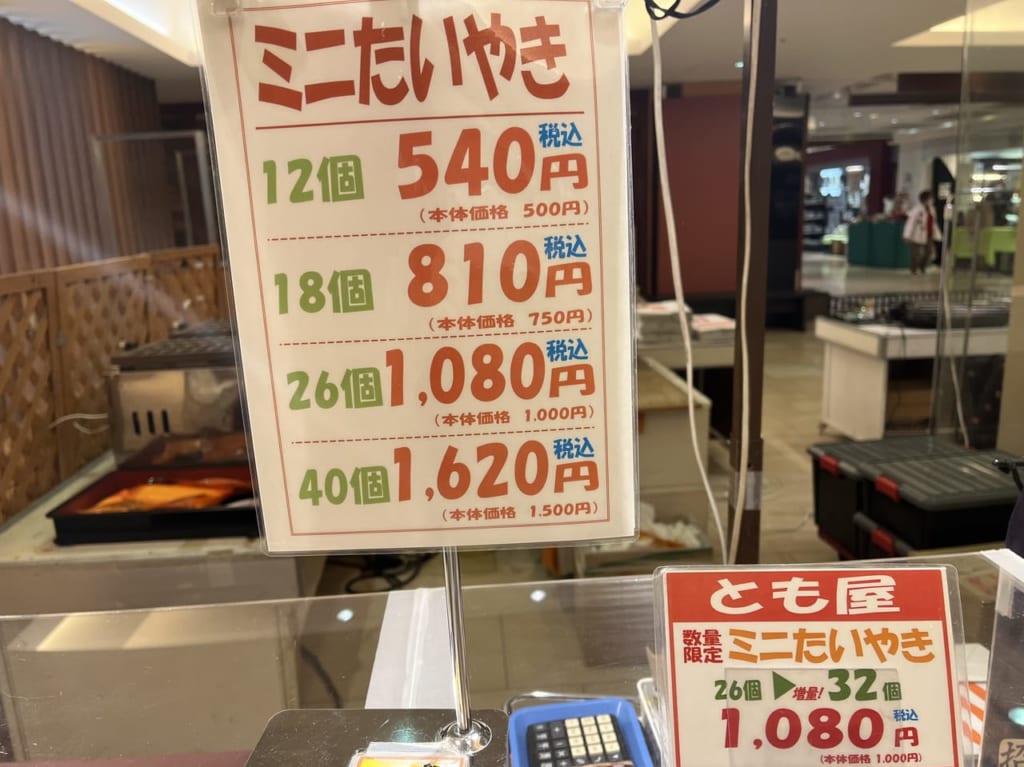 ミニたいやき
12個 540円 税込
(本体価格 500円)
18個 810円 税込
(本体価格 750円)
26個 1,080円 税込
(本体価格 1,000円)
40個 1,620円 税込
(本体価格 1,500円)
とも屋
数量限定 ミニたいやき
26個 ▶ 増量! 32個
1,080円 税込
(本体価格 1,000円)
招